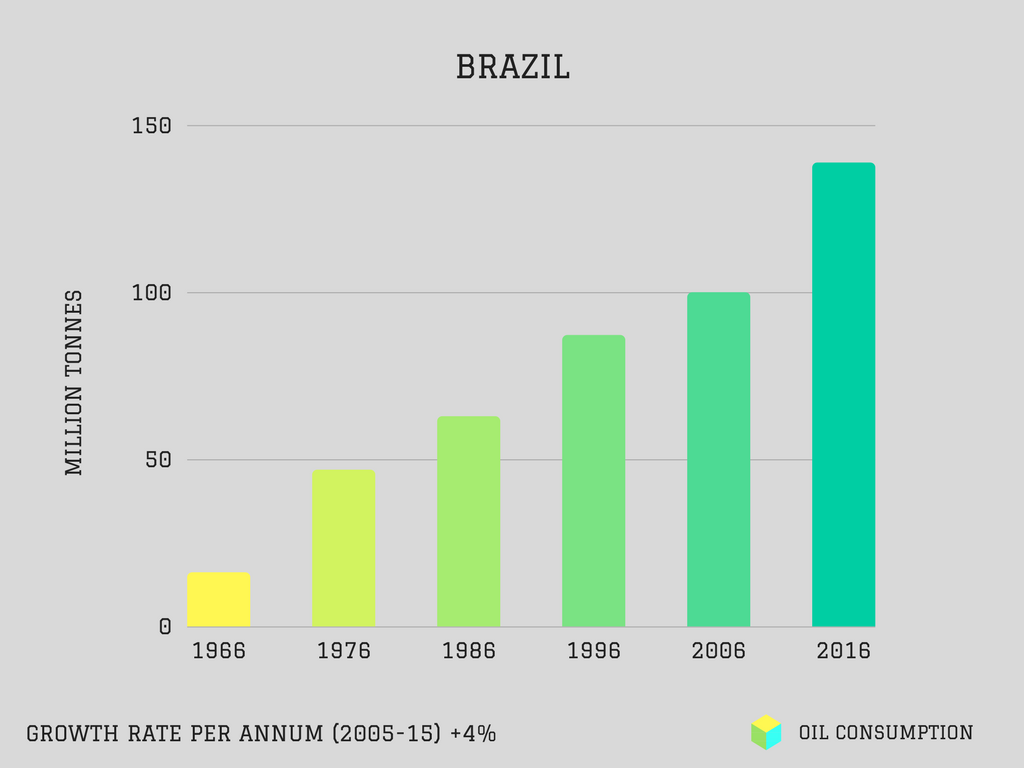 BRAZIL
150
100
50
0
MILLION TONNES
1966 1976 1986 1996 2006 2016
GROWTH RATE PER ANNUM (2005-15) +4%
OIL CONSUMPTION